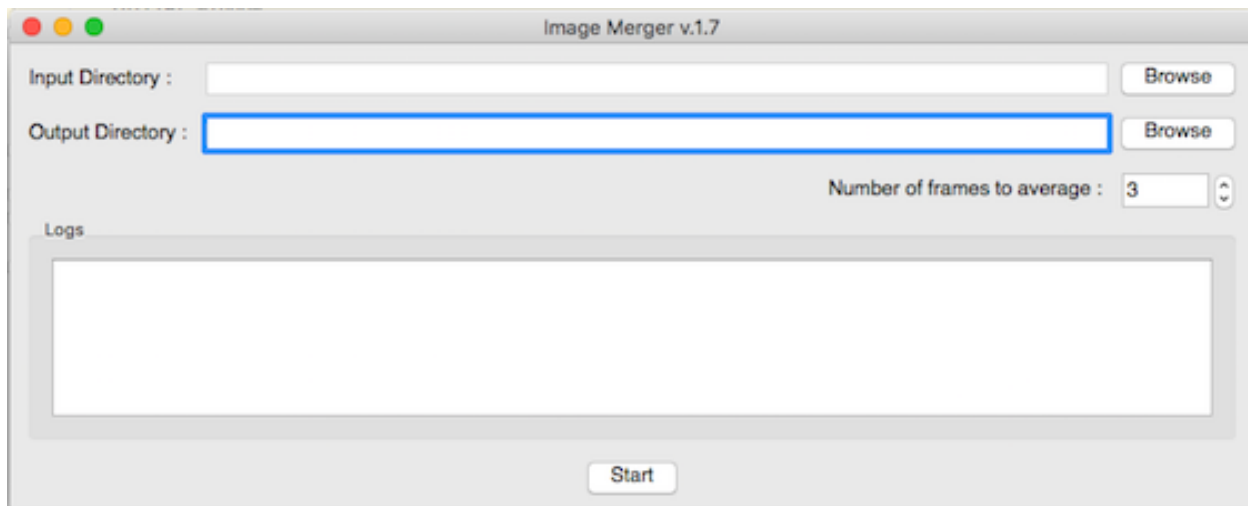 Image Merger v.1.7
Input Directory : Browse
Output Directory : Browse
Number of frames to average : 3
Logs
Start